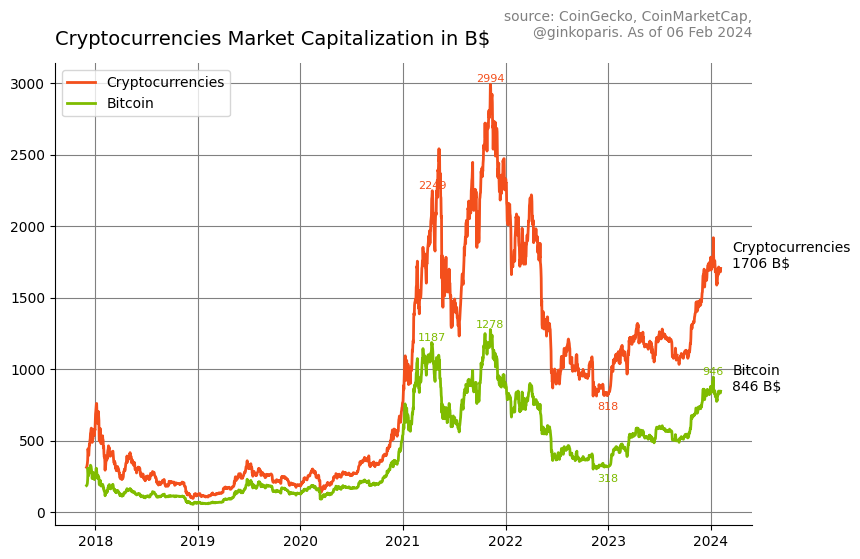 source: CoinGecko, CoinMarketCap,
@ginkoparis. As of 06 Feb 2024
Cryptocurrencies Market Capitalization in B$
Cryptocurrencies
Bitcoin
3000
2500
2000
1500
1000
500
0
2994
2249
1187
1278
818
318
946
Cryptocurrencies
1706 B$
Bitcoin
846 B$
2018
2019
2020
2021
2022
2023
2024